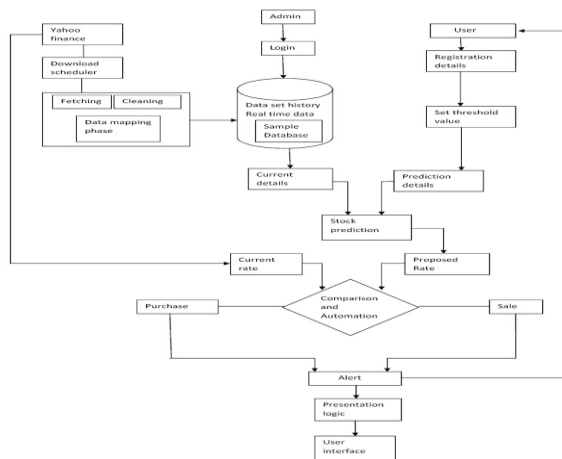 Admin
Yahoo
finance
User
Login
Download
scheduler
Registration
details
Fetching
Cleaning
Data set history
Real time data
Data mapping
phase
Sample
Database
Set threshold
value
Current
details
Prediction
details
Stock
prediction
Current
rate
Proposed
Rate
Comparison
and
Automation
Purchase
Sale
Alert
Presentation
logic
User
interface